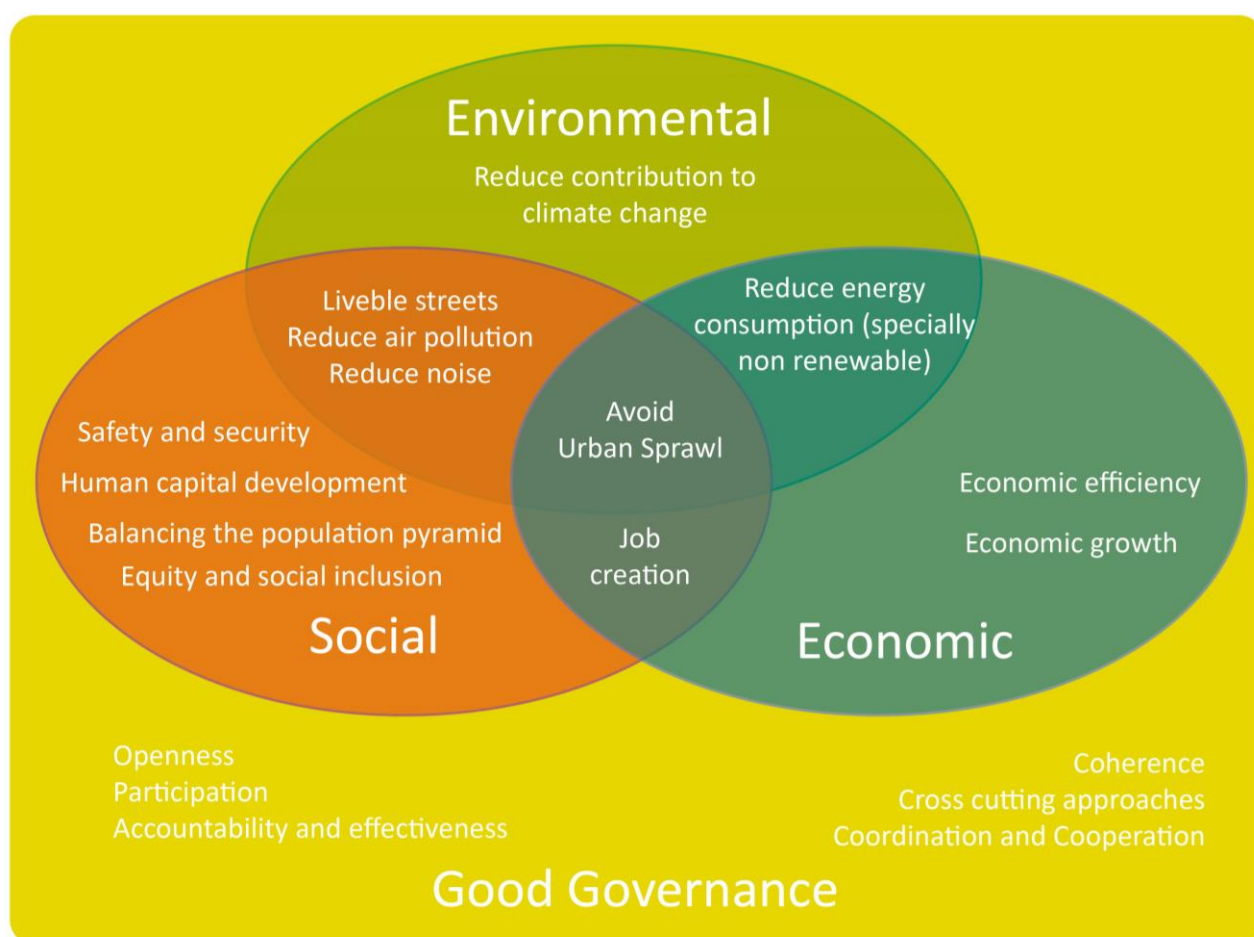 Environmental
Reduce contribution to
climate change
Liveble streets
Reduce air pollution
Reduce noise
Reduce energy
consumption (specially
non renewable)
Avoid
Urban Sprawl
Safety and security
Human capital development
Balancing the population pyramid
Equity and social inclusion
Social
Job
creation
Economic efficiency
Economic growth
Economic
Openness
Participation
Accountability and effectiveness
Coherence
Cross cutting approaches
Coordination and Cooperation
Good Governance